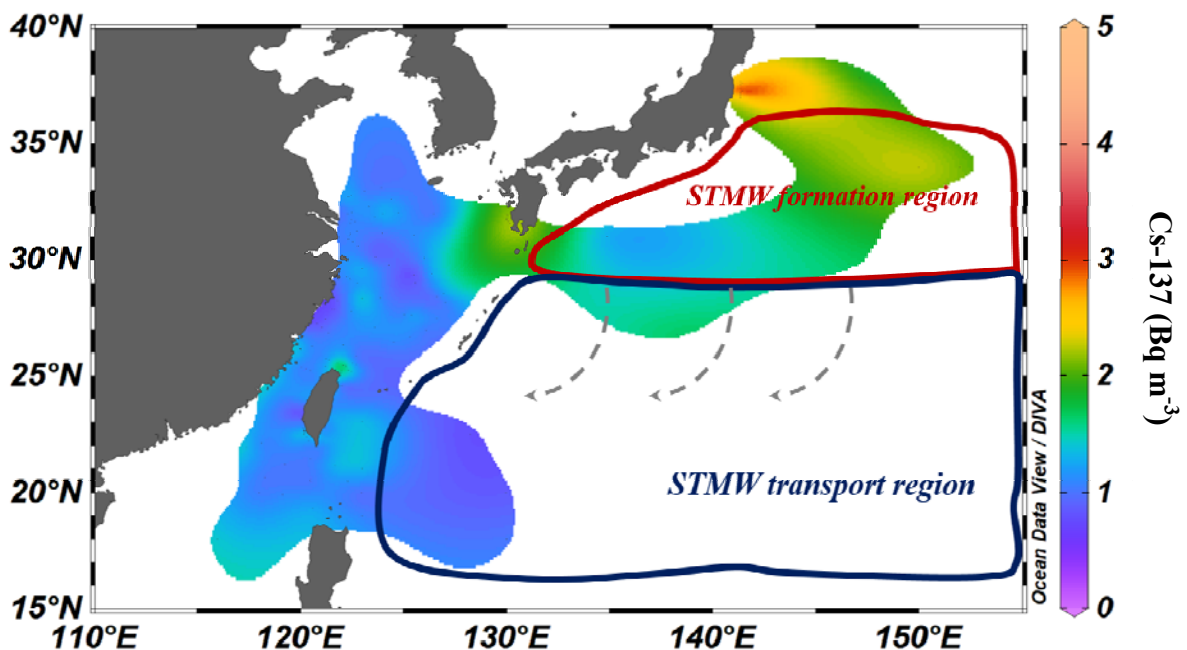 40°N
35°N
30°N
25°N
20°N
15°N
110°E
120°E
130°E
140°E
150°E
STMW formation region
STMW transport region
Ocean Data View / DIVA
5
4
3
2
1
0
Cs-137 (Bq m-3)